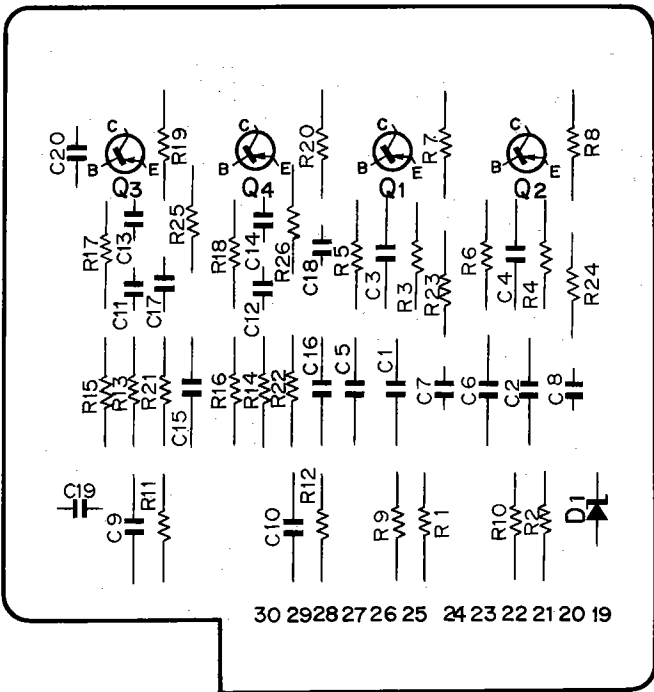 C20 B C E Q3 R19 B C E Q4 R20 B C E Q1 R7 B C E Q2 R8
R17 C13 R25 R18 C14 R26 C18 R5 C3 R3 R23 R6 C4 R4 R24
C11 C17 C12
R15 R13 R21 C15 R16 R14 R22 C16 C5 C1 C7 C6 C2 C8
C19 C9 R11 C10 R12 R9 R1 R10 R2 D1
30 29 28 27 26 25 24 23 22 21 20 19